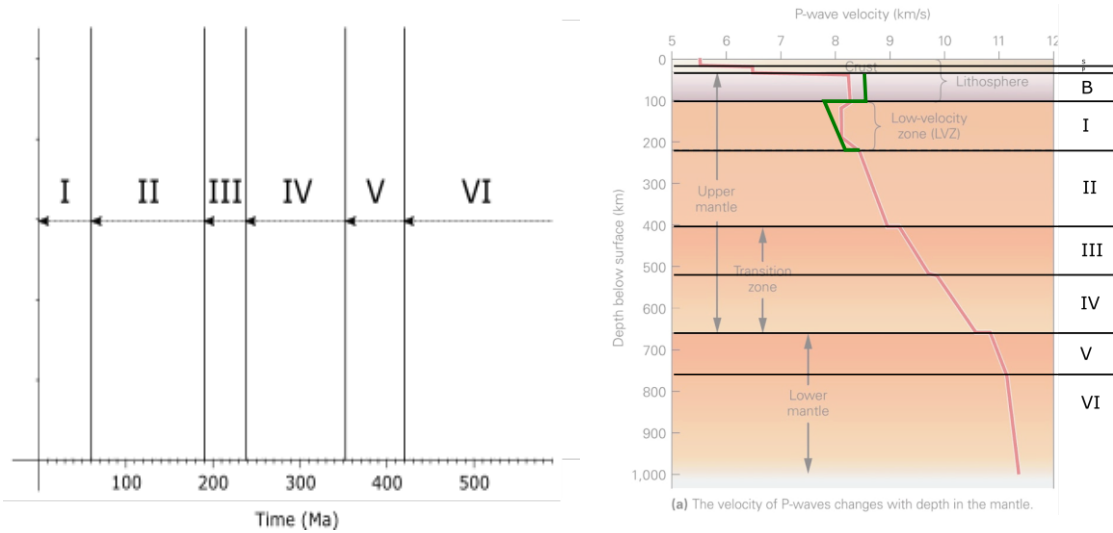 I II III IV V VI
100 200 300 400 500
Time (Ma)
P-wave velocity (km/s)
5 6 7 8 9 10 11 12
0
Crust
Lithosphere
B
100
Low-velocity
zone (LVZ)
I
200
300
Upper
mantle
II
400
Transition
zone
III
500
600
IV
700
V
800
Lower
mantle
VI
900
1,000
Depth below surface (km)
(a) The velocity of P-waves changes with depth in the mantle.